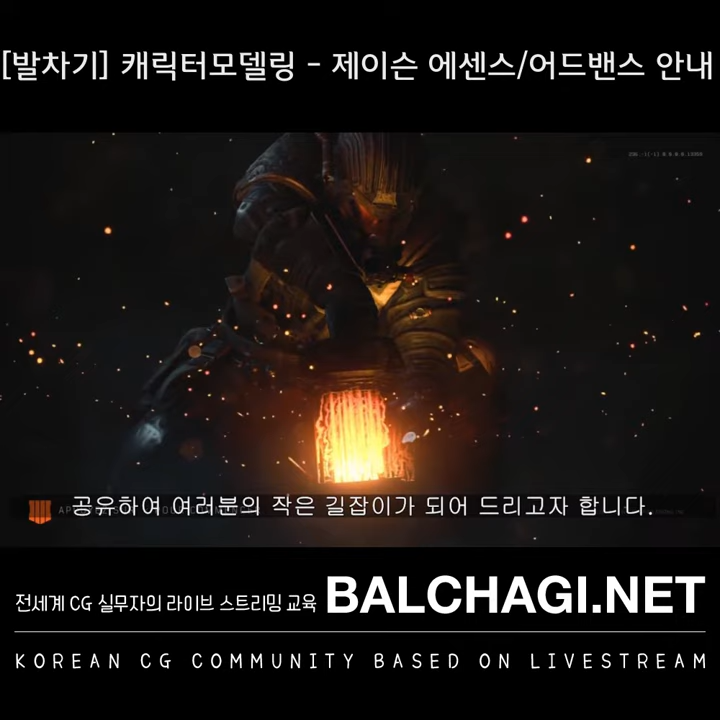 [발차기] 캐릭터모델링 - 제이슨 에센스/어드밴스 안내
공유하여 여러분의 작은 길잡이가 되어 드리고자 합니다.
전세계 CG 실무자의 라이브 스트리밍 교육 BALCHAGI.NET
KOREAN CG COMMUNITY BASED ON LIVESTREAM